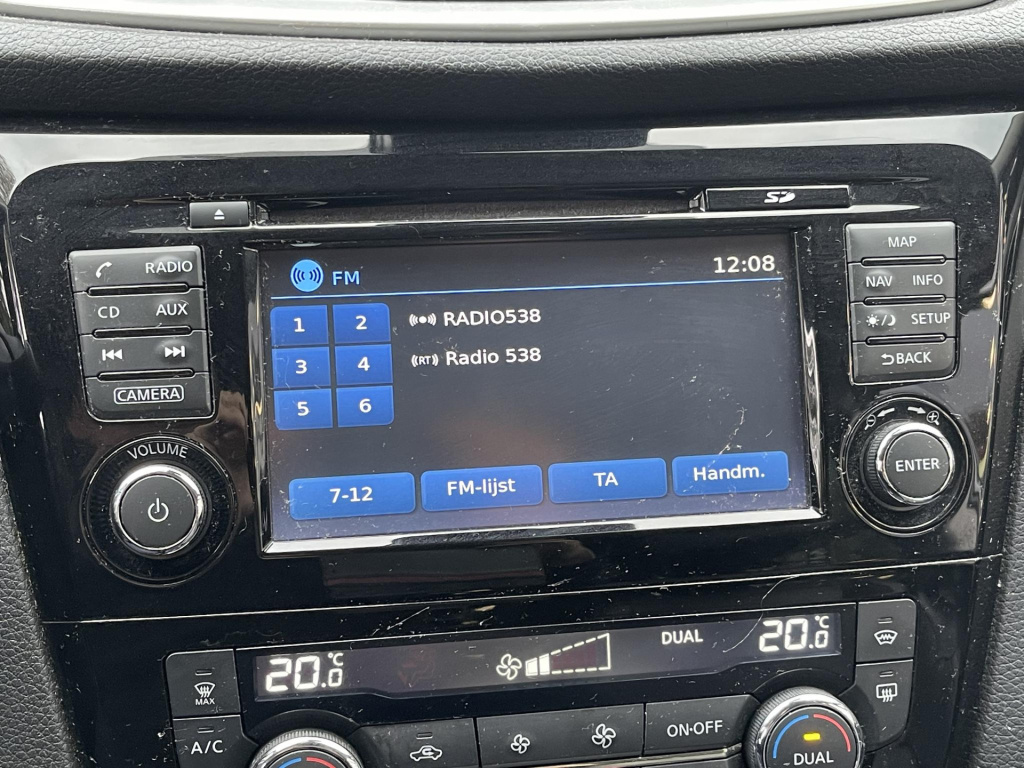 SD
RADIO
CD AUX
CAMERA
VOLUME
FM 12:08
1 2
3 4
5 6
RADIO538
RT Radio 538
7-12 FM-lijst TA Handm.
MAP
NAV INFO
SETUP
BACK
ENTER
20.0°C DUAL 20.0°C
MAX
A/C
ON·OFF
DUAL